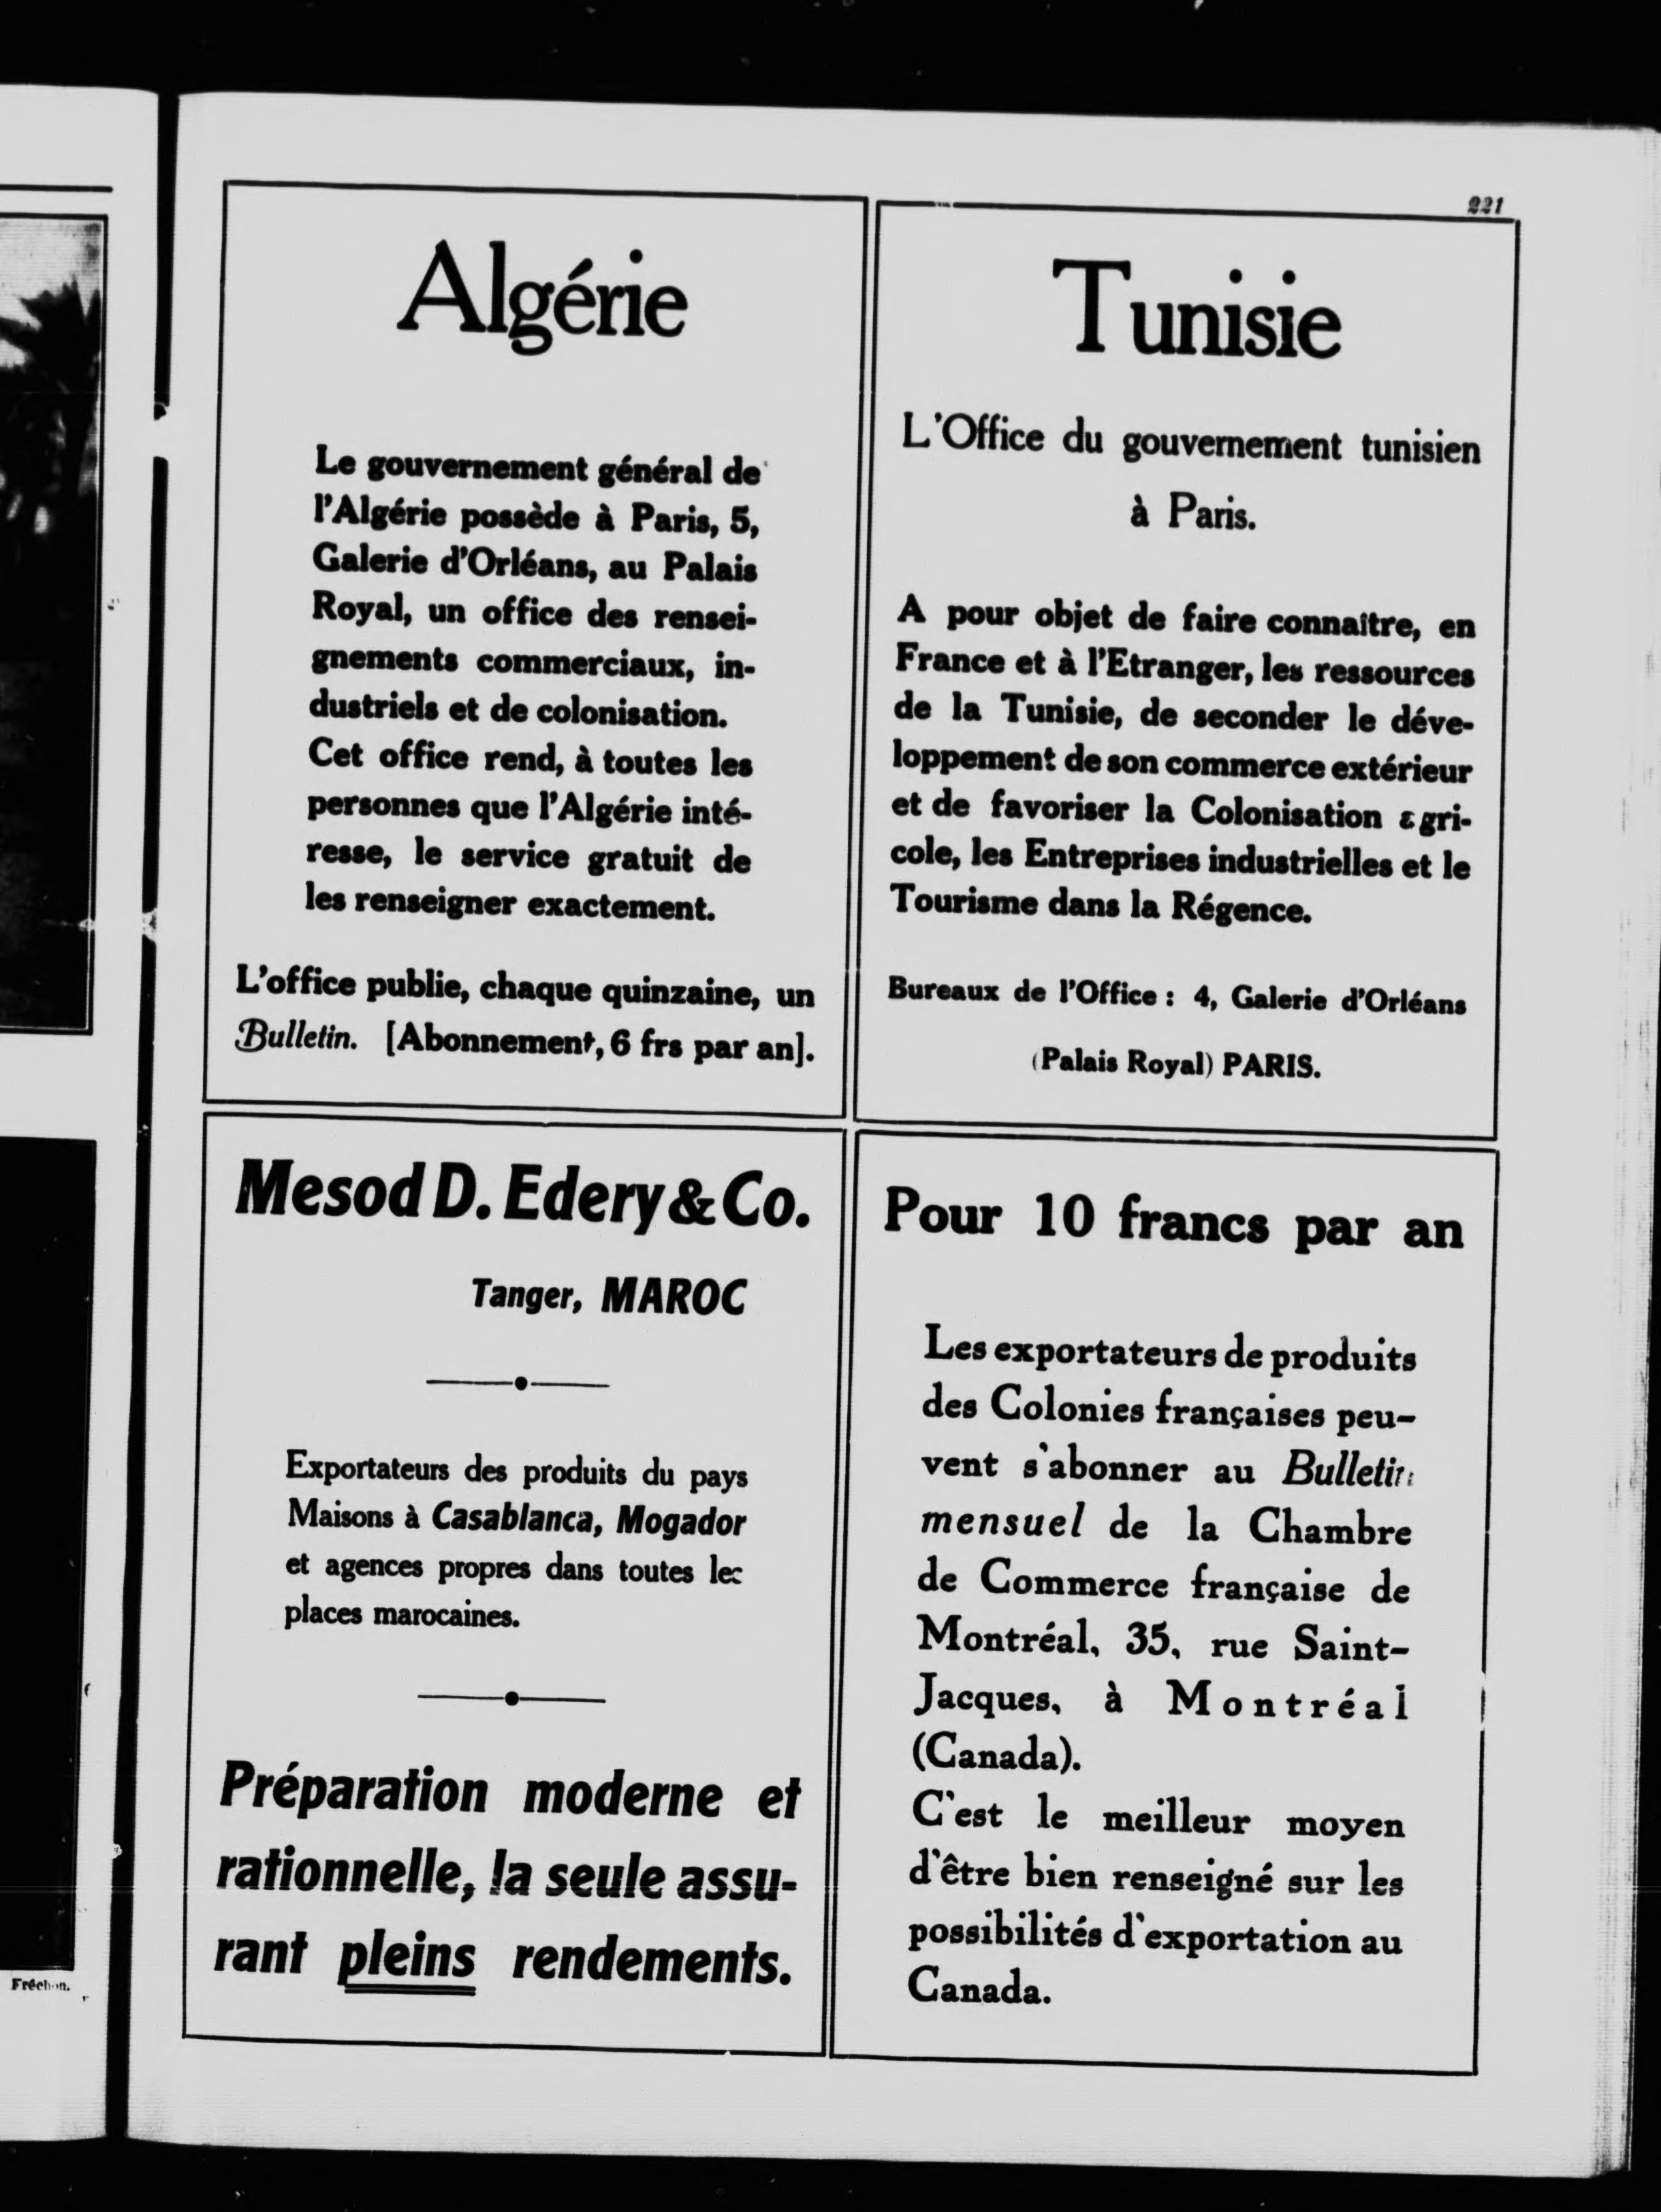 221
Algérie
Le gouvernement général de
l'Algérie possède à Paris, 5,
Galerie d'Orléans, au Palais
Royal, un office des rensei-
gnements commerciaux, in-
dustriels et de colonisation.
Cet office rend, à toutes les
personnes que l'Algérie inté-
resse, le service gratuit de
les renseigner exactement.
L'office publie, chaque quinzaine, un
Bulletin. [Abonnement, 6 frs par an].
Tunisie
L'Office du gouvernement tunisien
à Paris.
A pour objet de faire connaître, en
France et à l'Etranger, les ressources
de la Tunisie, de seconder le déve-
loppement de son commerce extérieur
et de favoriser la Colonisation agri-
cole, les Entreprises industrielles et le
Tourisme dans la Régence.
Bureaux de l'Office : 4, Galerie d'Orléans
(Palais Royal) PARIS.
Mesod D. Edery & Co.
Tanger, MAROC
Exportateurs des produits du pays
Maisons à Casablanca, Mogador
et agences propres dans toutes les
places marocaines.
Préparation moderne et
rationnelle, la seule assu-
rant pleins rendements.
Pour 10 francs par an
Les exportateurs de produits
des Colonies françaises peu-
vent s'abonner au Bulletin
mensuel de la Chambre
de Commerce française de
Montréal, 35, rue Saint-
Jacques, à Montréal
(Canada).
C'est le meilleur moyen
d'être bien renseigné sur les
possibilités d'exportation au
Canada.
Fréchon.